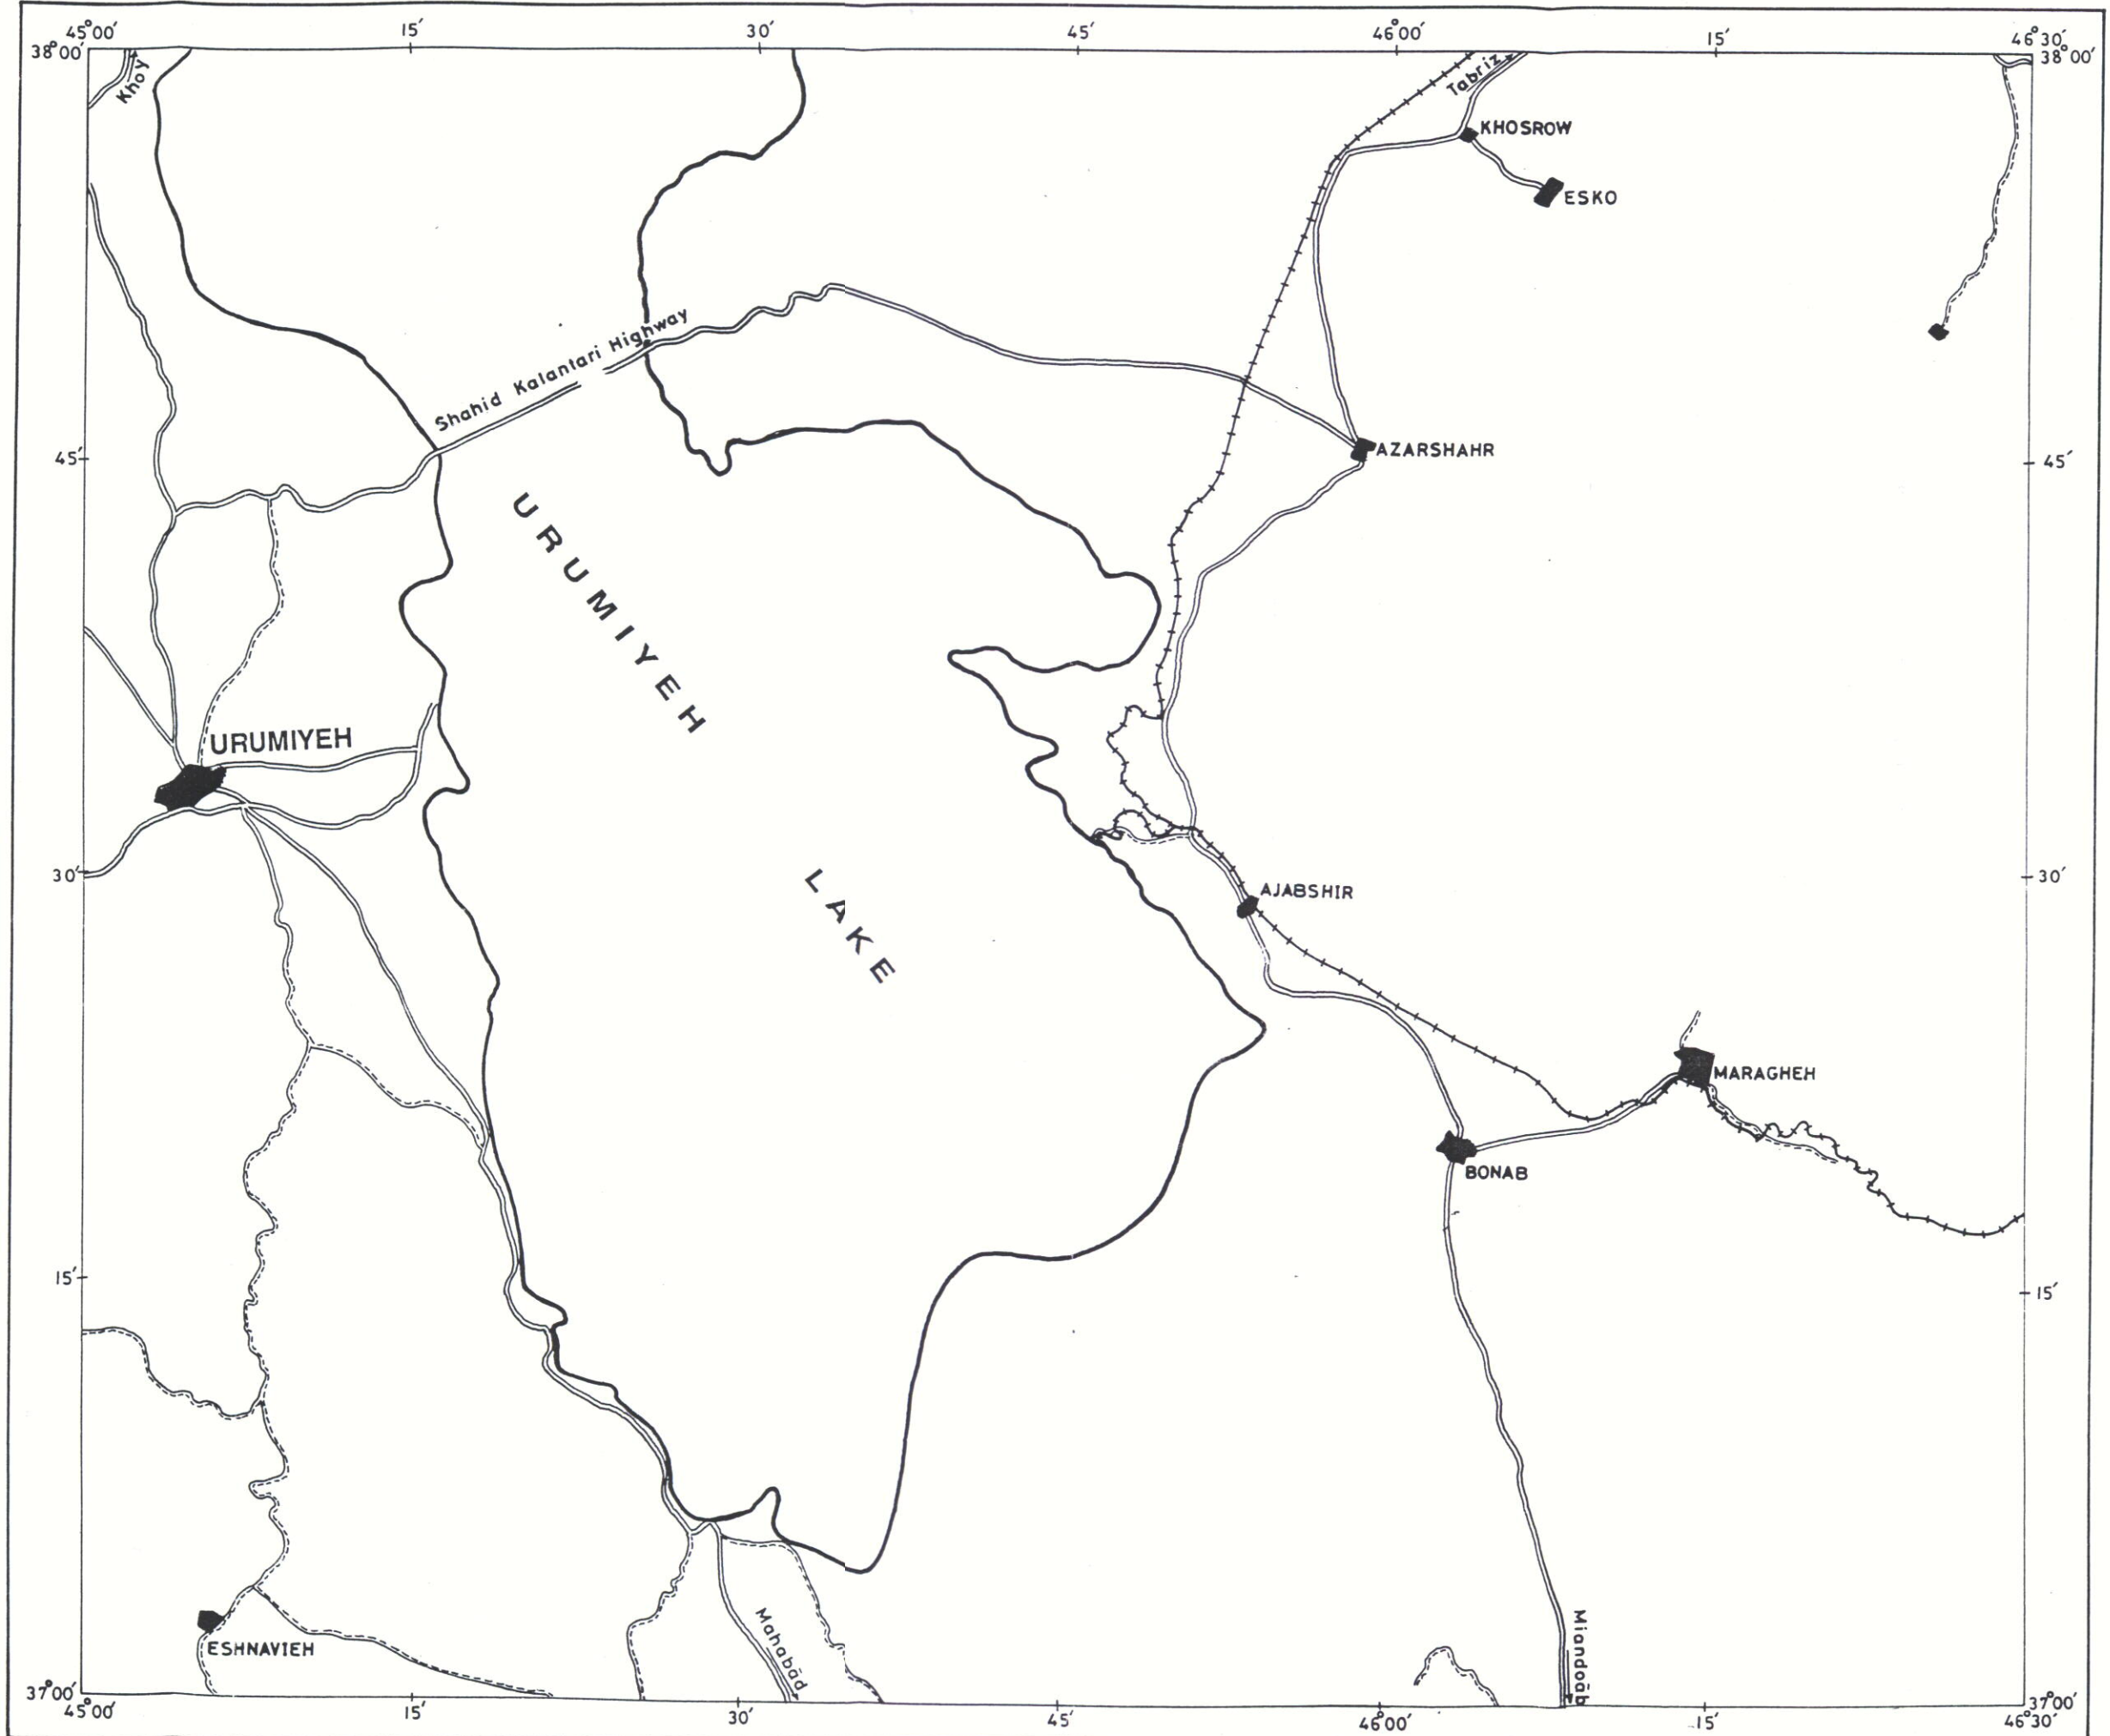 45°00′ 15′ 30′ 45′ 46°00′ 15′ 46°30′
38°00′ 38°00′
Khoy
Tabriz
KHOSROW
ESKO
Shahid Kalantari Highway
AZARSHAHR
45′ 45′
URUMIYEH
URUMIYEH
LAKE
30′ 30′
AJABSHIR
MARAGHEH
BONAB
15′ 15′
Mahabad
Miandoab
ESHNAVIEH
37°00′ 37°00′
45°00′ 15′ 30′ 45′ 46°00′ 15′ 46°30′